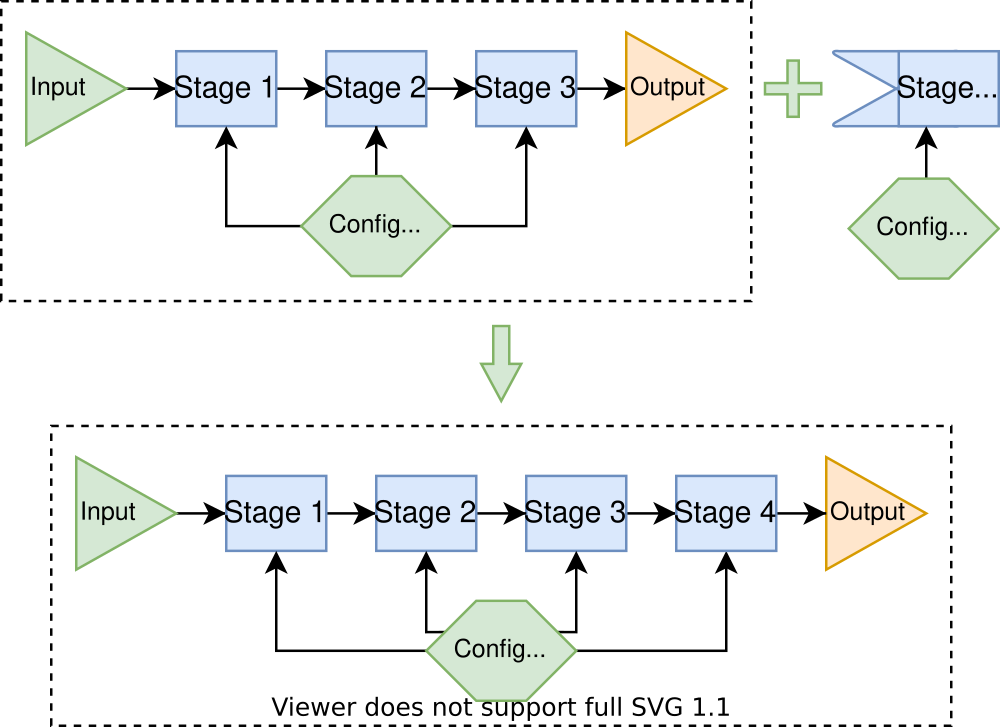 Input
Stage 1
Stage 2
Stage 3
Output
Stage...
Config...
Config...
Input
Stage 1
Stage 2
Stage 3
Stage 4
Output
Config...
Viewer does not support full SVG 1.1